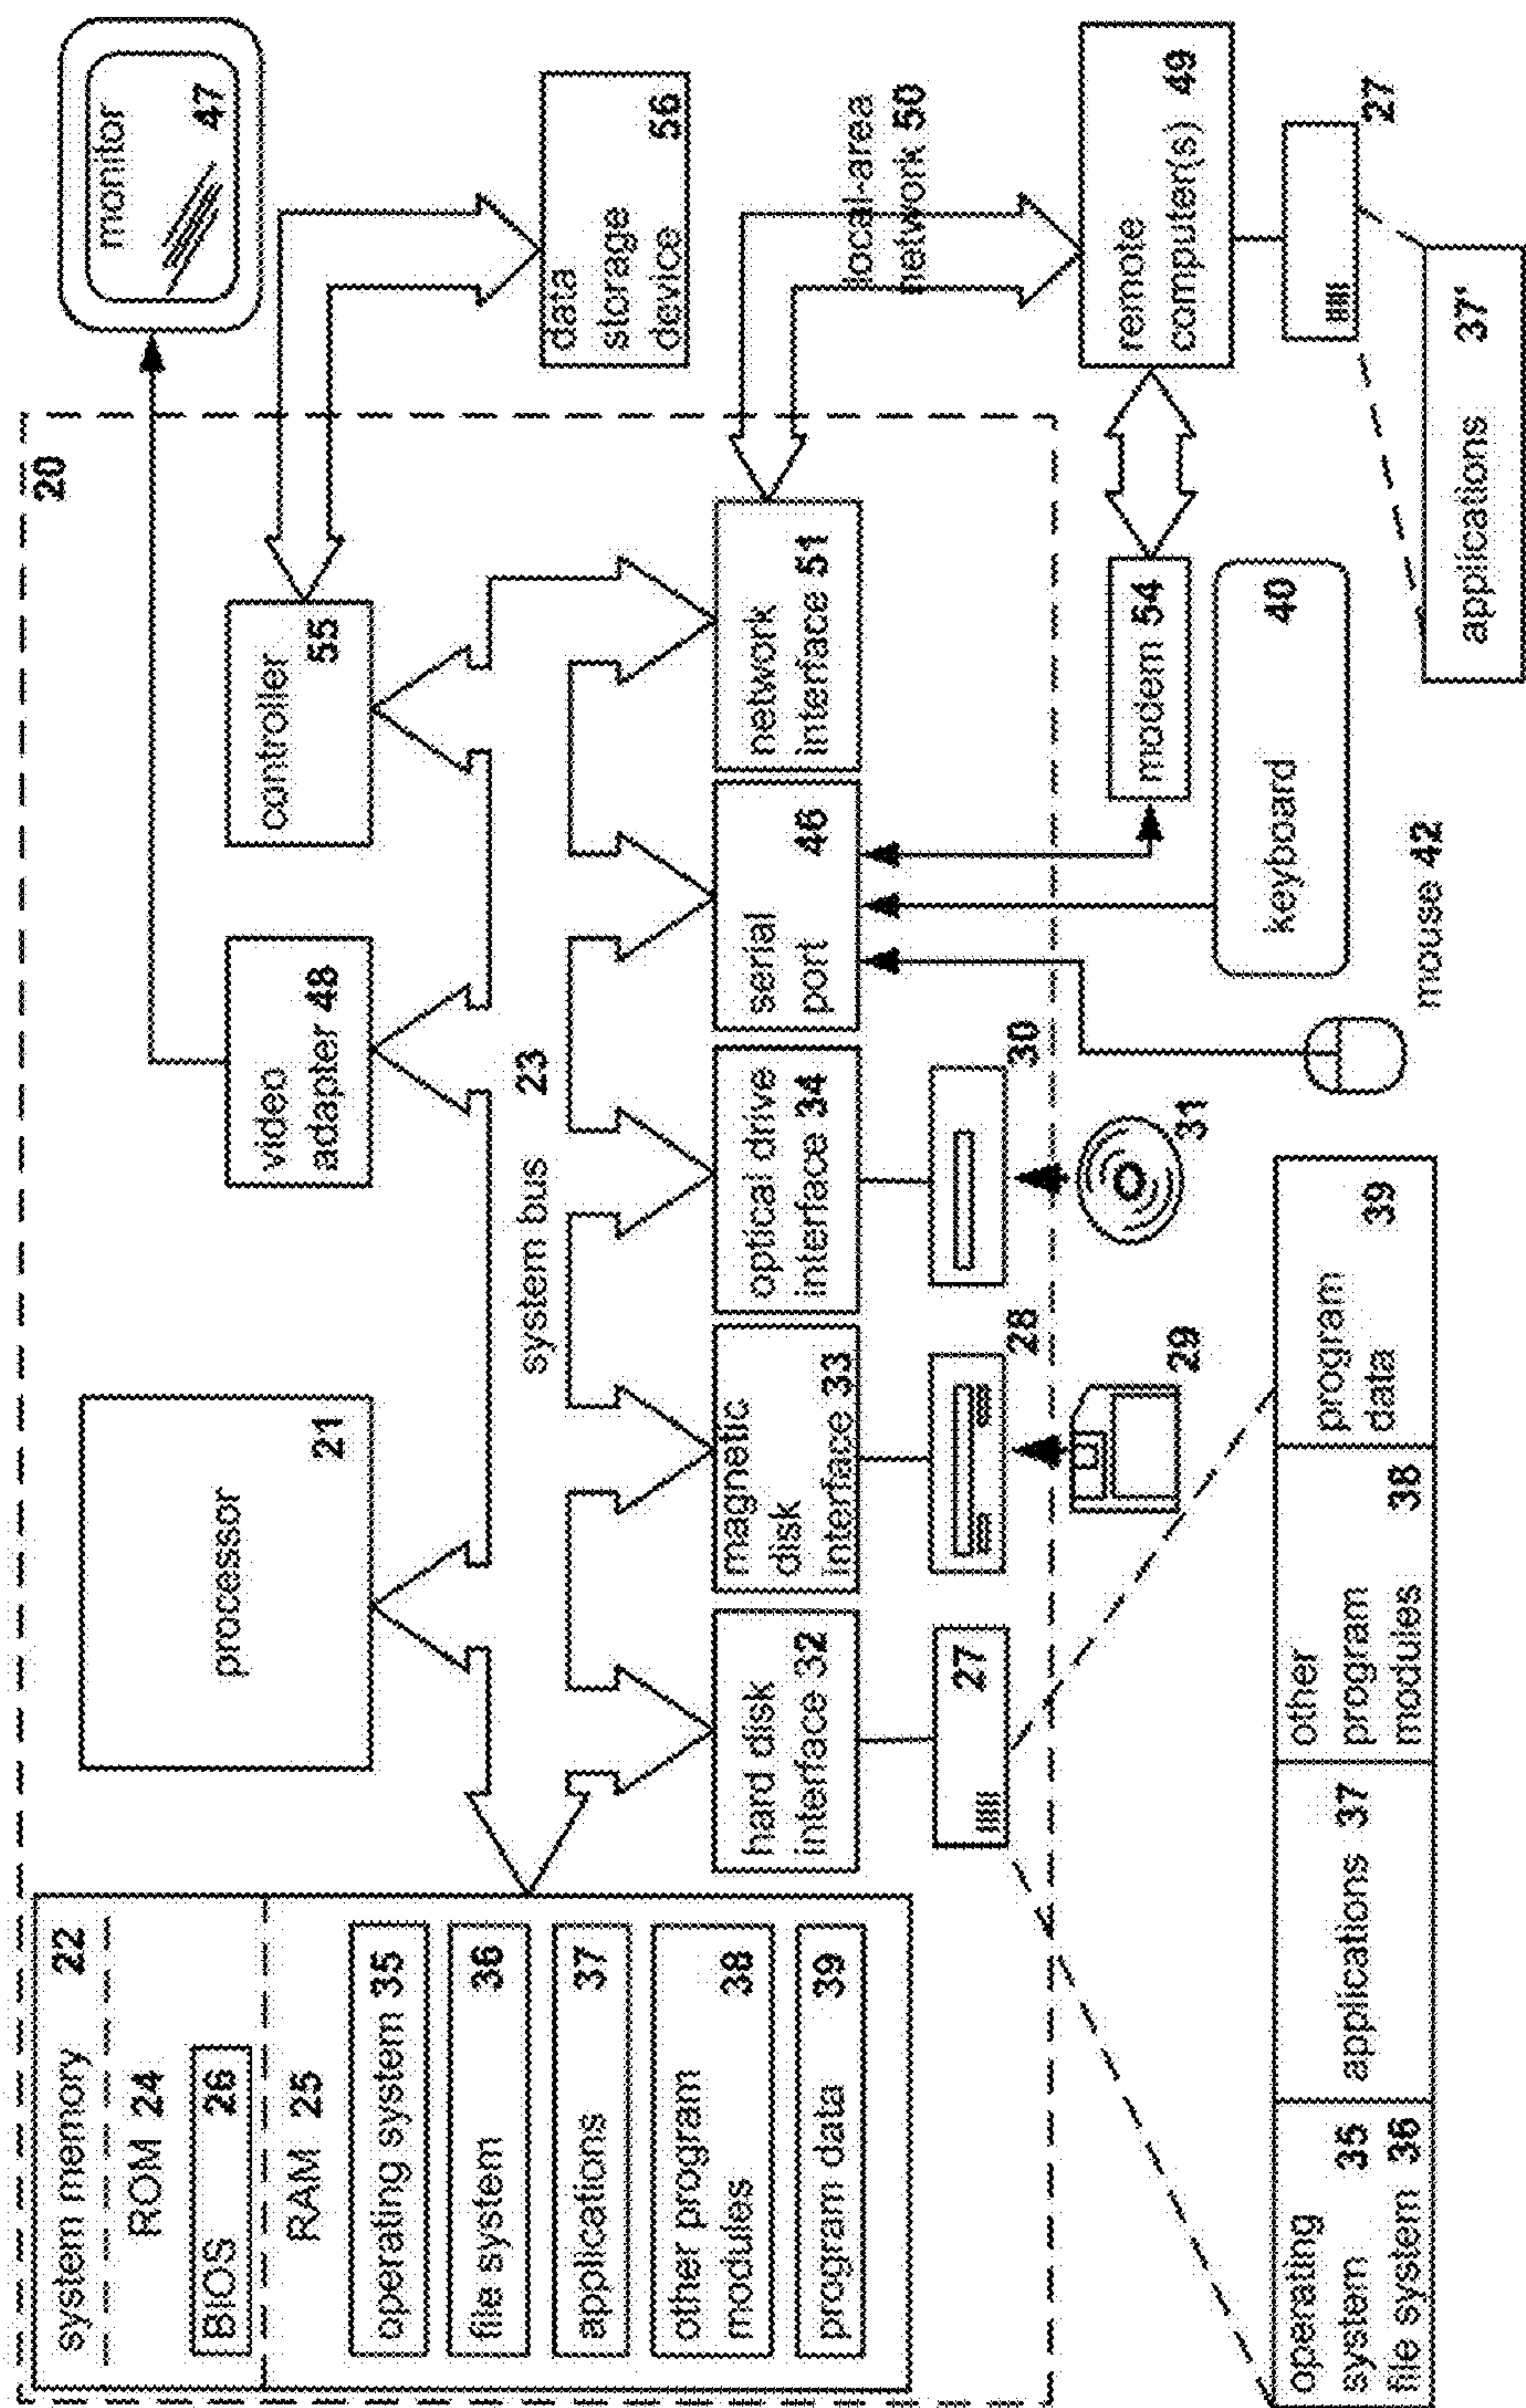 system memory 22
ROM 24
BIOS 26
RAM 25
operating system 35
file system 36
applications 37
other program
modules 38
program data 39
processor
21
video
adapter 48
controller
55
20
monitor
47
system bus 23
hard disk
interface 32
magnetic
disk
interface 33
optical drive
interface 34
serial
port 46
network
interface 51
data
storage
device 56
local-area
network 50
27
28
30
29
31
modem 54
remote
computer(s) 49
keyboard 40
mouse 42
27
applications 37'
operating
system 35
file system 36
applications 37
other
program
modules 38
program
data 39